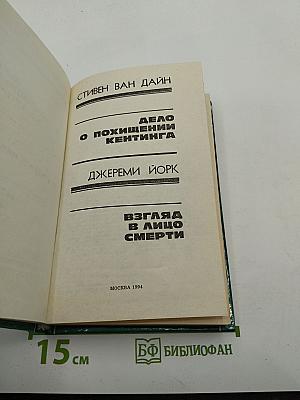 СТИВЕН ВАН ДАЙН
ДЕЛО
О ПОХИЩЕНИИ
КЕНТИНГА
ДЖЕРЕМИ ЙОРК
ВЗГЛЯД
В ЛИЦО
СМЕРТИ
МОСКВА 1994
15 см
БФ БИБЛИОФАН